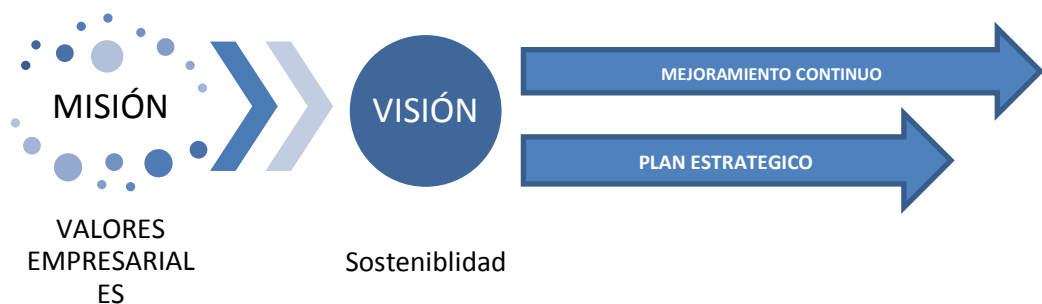 MISIÓN
VISIÓN
MEJORAMIENTO CONTINUO
PLAN ESTRATEGICO
VALORES
EMPRESARIAL
ES
Sosteniblidad